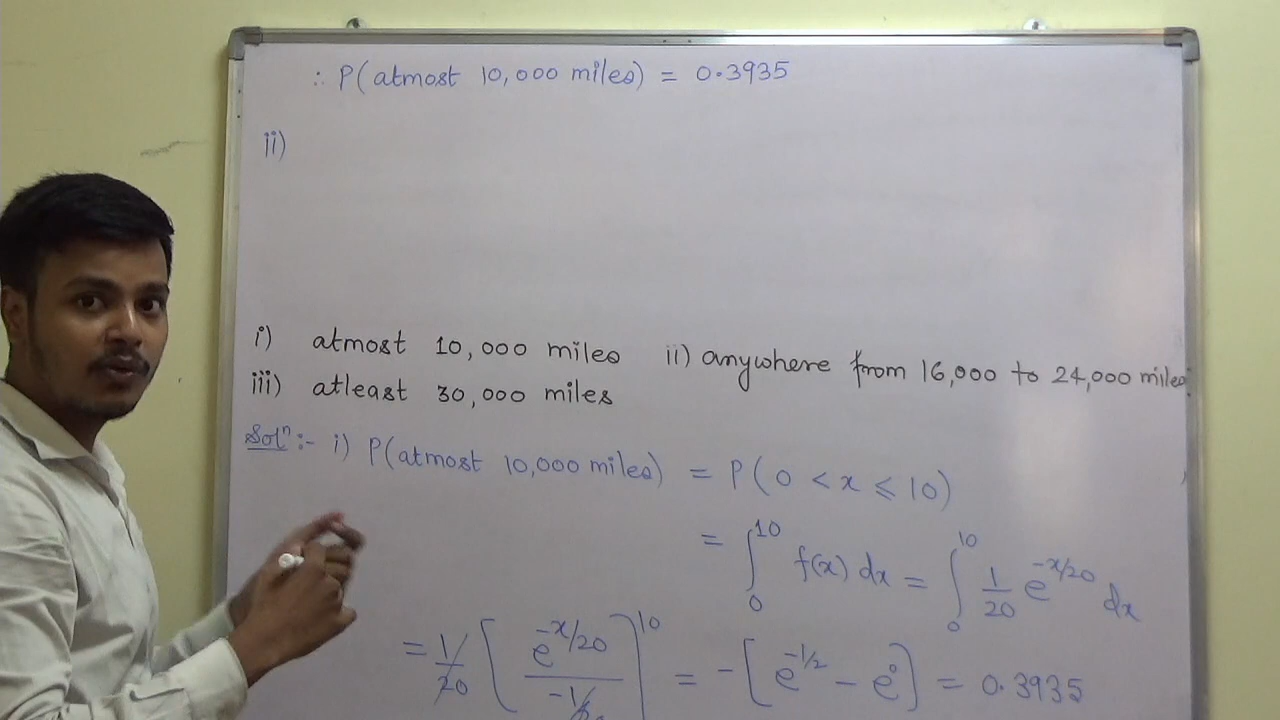 ∴ P(atmost 10,000 miles) = 0.3935
ii)
i) atmost 10,000 miles ii) anywhere from 16,000 to 24,000 miles
iii) atleast 30,000 miles
Solⁿ :- i) P(atmost 10,000 miles) = P(0 < x ⩽ 10)
= ∫₀¹⁰ f(x) dx = ∫₀¹⁰ 1/20 e^(-x/20) dx
= 1/20 [ e^(-x/20) / -1/20 ]^10 = -[e^(-1/2) - e^0] = 0.3935